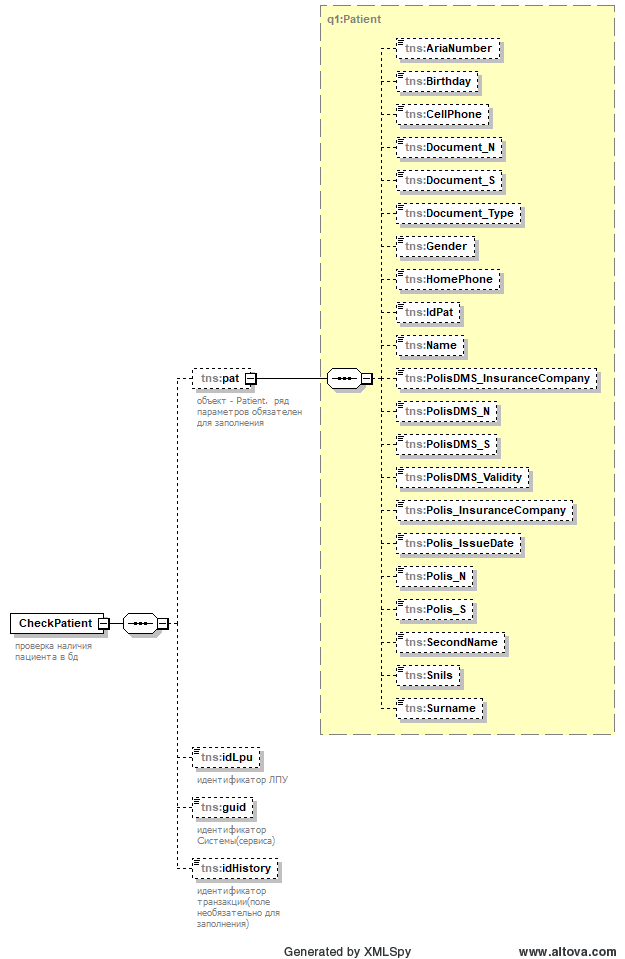 q1:Patient
tns:AriaNumber
tns:Birthday
tns:CellPhone
tns:Document_N
tns:Document_S
tns:Document_Type
tns:Gender
tns:HomePhone
tns:IdPat
tns:Name
tns:pat
объект - Patient. ряд
параметров обязателен
для заполнения
tns:PolisDMS_InsuranceCompany
tns:PolisDMS_N
tns:PolisDMS_S
tns:PolisDMS_Validity
tns:Polis_InsuranceCompany
tns:Polis_IssueDate
tns:Polis_N
tns:Polis_S
tns:SecondName
tns:Snils
tns:Surname
CheckPatient
проверка наличия
пациента в бд
tns:idLpu
идентификатор ЛПУ
tns:guid
идентификатор
Системы(сервиса)
tns:idHistory
идентификатор
транзакции(поле
необязательно для
заполнения)
Generated by XMLSpy
www.altova.com